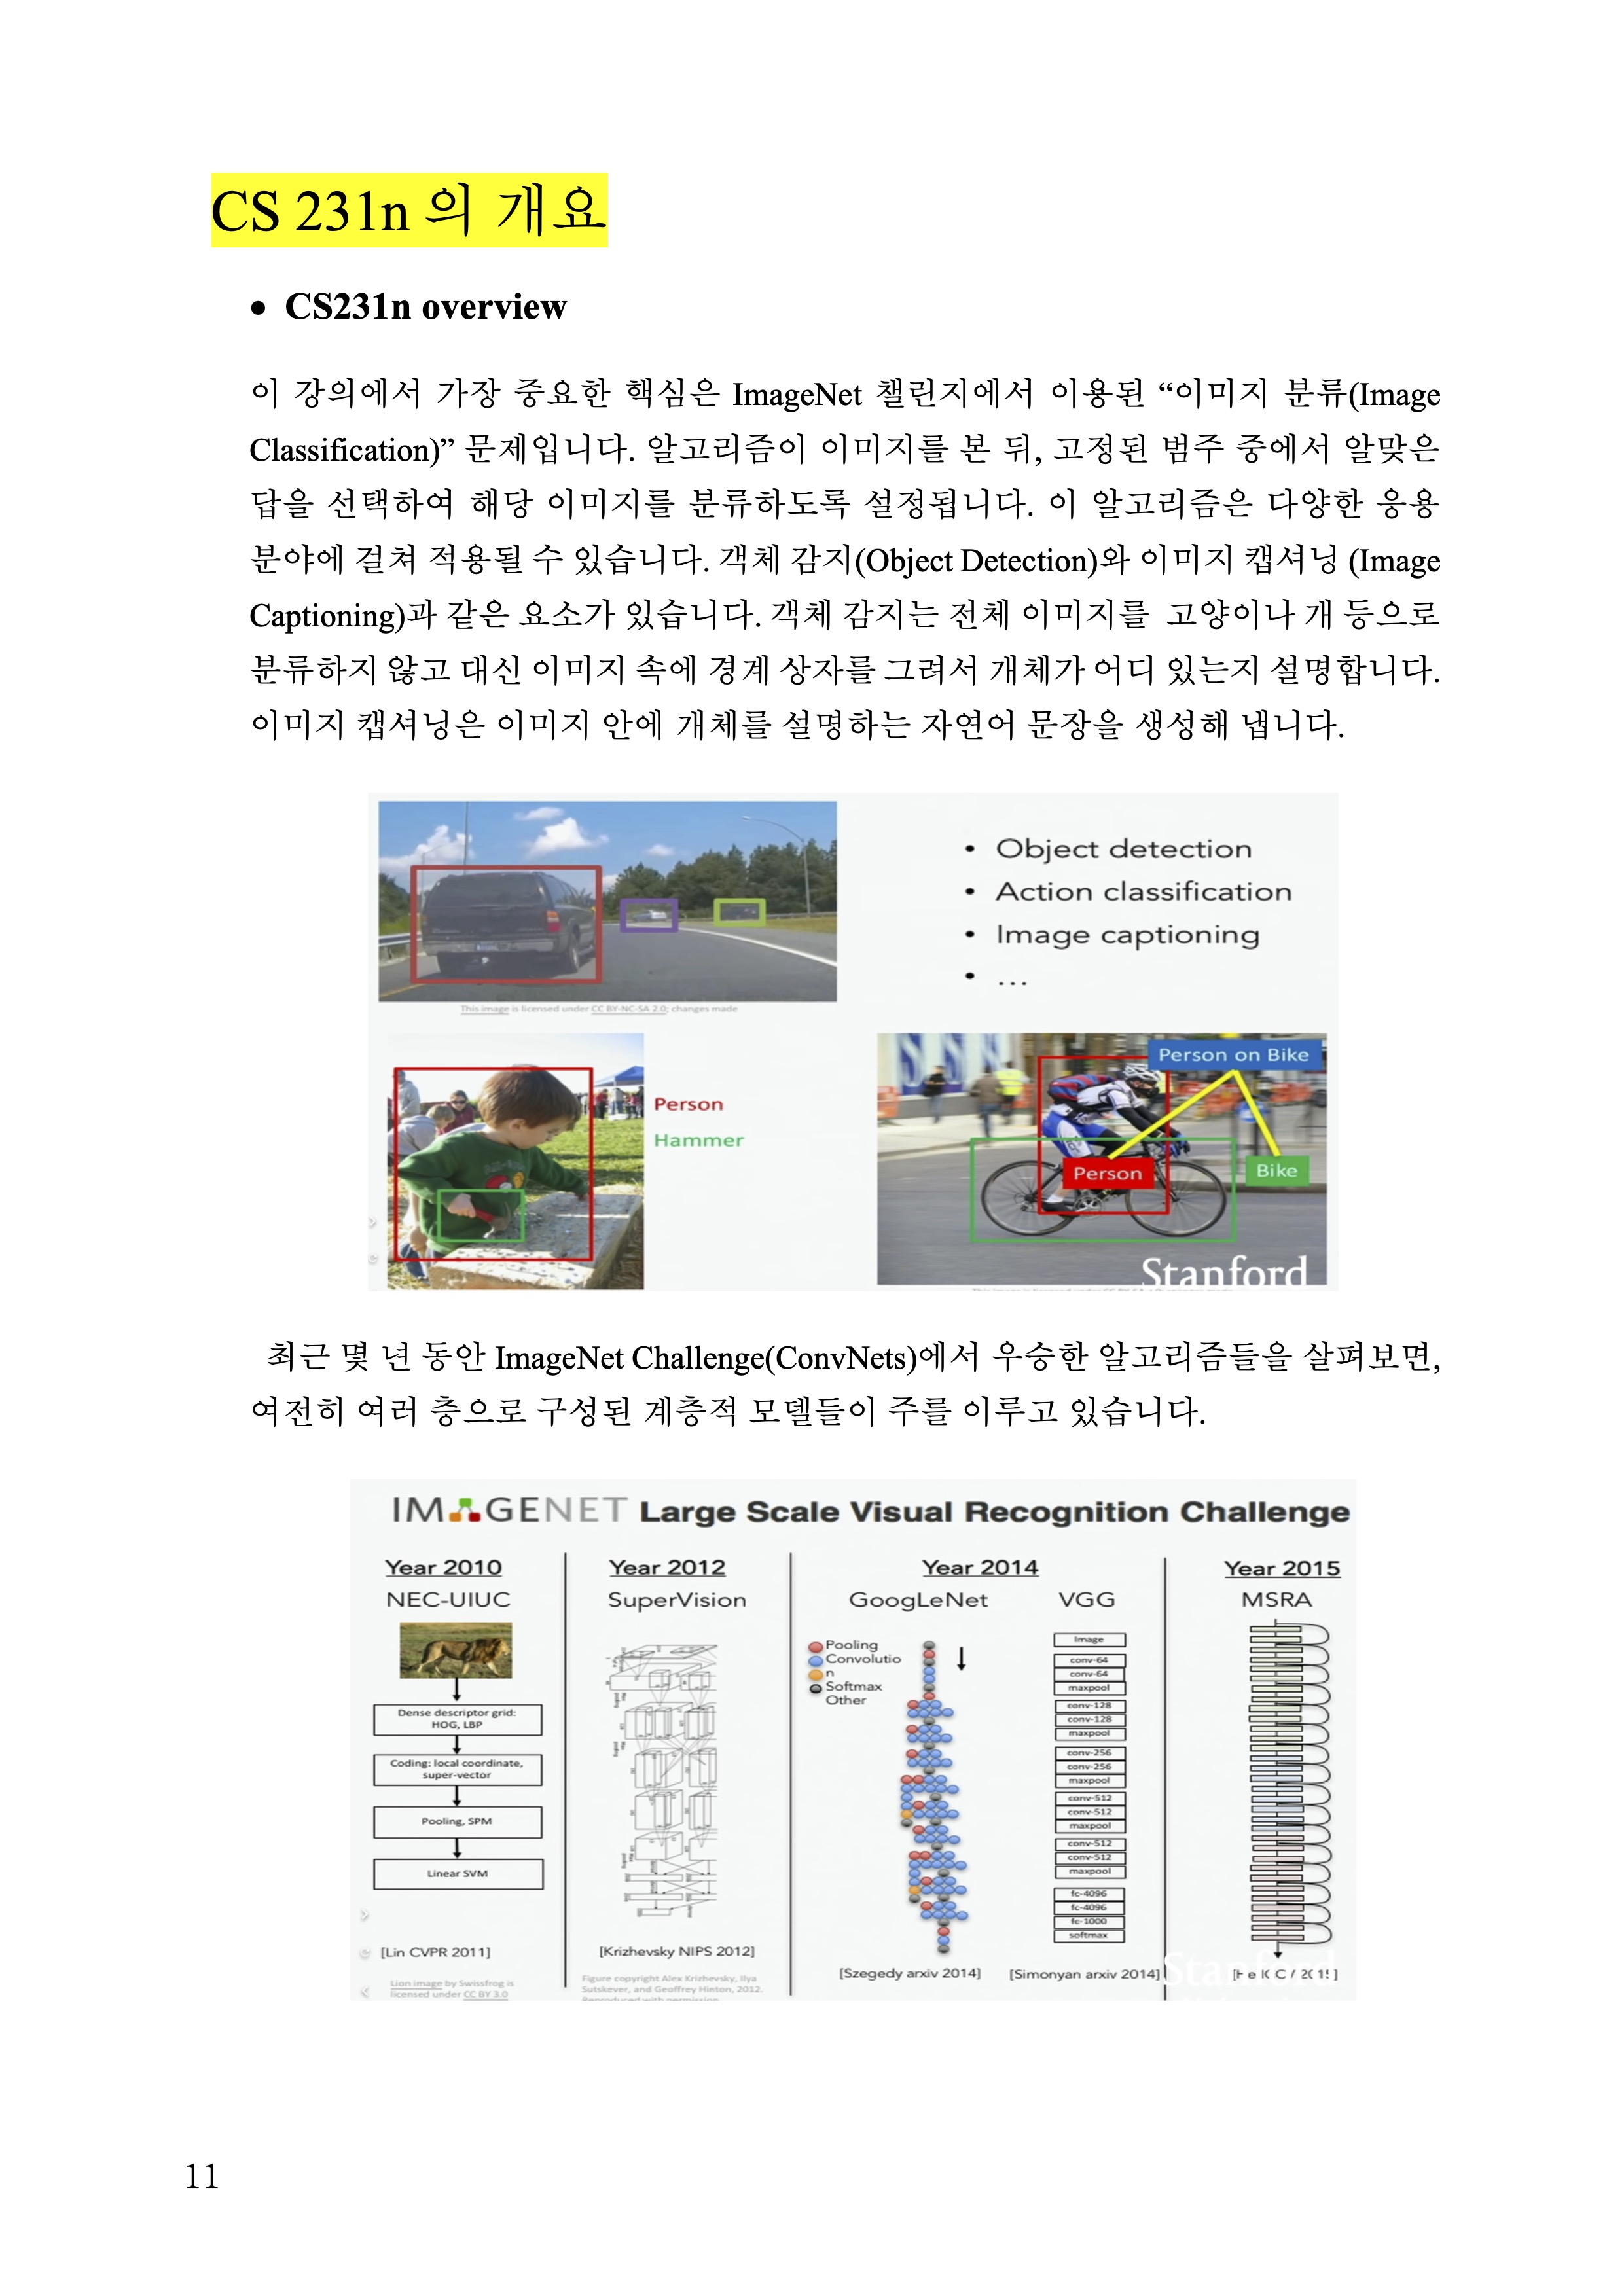 CS 231n 의 개요
• CS231n overview
이 강의에서 가장 중요한 핵심은 ImageNet 챌린지에서 이용된 “이미지 분류(Image
Classification)” 문제입니다. 알고리즘이 이미지를 본 뒤, 고정된 범주 중에서 알맞은
답을 선택하여 해당 이미지를 분류하도록 설정됩니다. 이 알고리즘은 다양한 응용
분야에 걸쳐 적용될 수 있습니다. 객체 감지(Object Detection)와 이미지 캡셔닝 (Image
Captioning)과 같은 요소가 있습니다. 객체 감지는 전체 이미지를 고양이나 개 등으로
분류하지 않고 대신 이미지 속에 경계 상자를 그려서 개체가 어디 있는지 설명합니다.
이미지 캡셔닝은 이미지 안에 개체를 설명하는 자연어 문장을 생성해 냅니다.
• Object detection
• Action classification
• Image captioning
• ...
This image is licensed under CC BY-NC-SA 2.0; changes made
Person
Hammer
Person on Bike
Person
Bike
Stanford
최근 몇 년 동안 ImageNet Challenge(ConvNets)에서 우승한 알고리즘들을 살펴보면,
여전히 여러 층으로 구성된 계층적 모델들이 주를 이루고 있습니다.
IMAGENET Large Scale Visual Recognition Challenge
Year 2010
NEC-UIUC
Dense descriptor grid:
HOG, LBP
Coding: local coordinate,
super-vector
Pooling, SPM
Linear SVM
[Lin CVPR 2011]
Lion image by Swissfrog is
licensed under CC BY 3.0
Year 2012
SuperVision
[Krizhevsky NIPS 2012]
Figure copyright Alex Krizhevsky, Ilya
Sutskever, and Geoffrey Hinton, 2012.
Reproduced with permission
Year 2014
GoogLeNet
Pooling
Convolutio
n
Softmax
Other
[Szegedy arxiv 2014]
VGG
Image
conv-64
conv-64
maxpool
conv-128
conv-128
maxpool
conv-256
conv-256
maxpool
conv-512
conv-512
maxpool
conv-512
conv-512
maxpool
fc-4096
fc-4096
fc-1000
softmax
[Simonyan arxiv 2014]
Year 2015
MSRA
Stanford
11